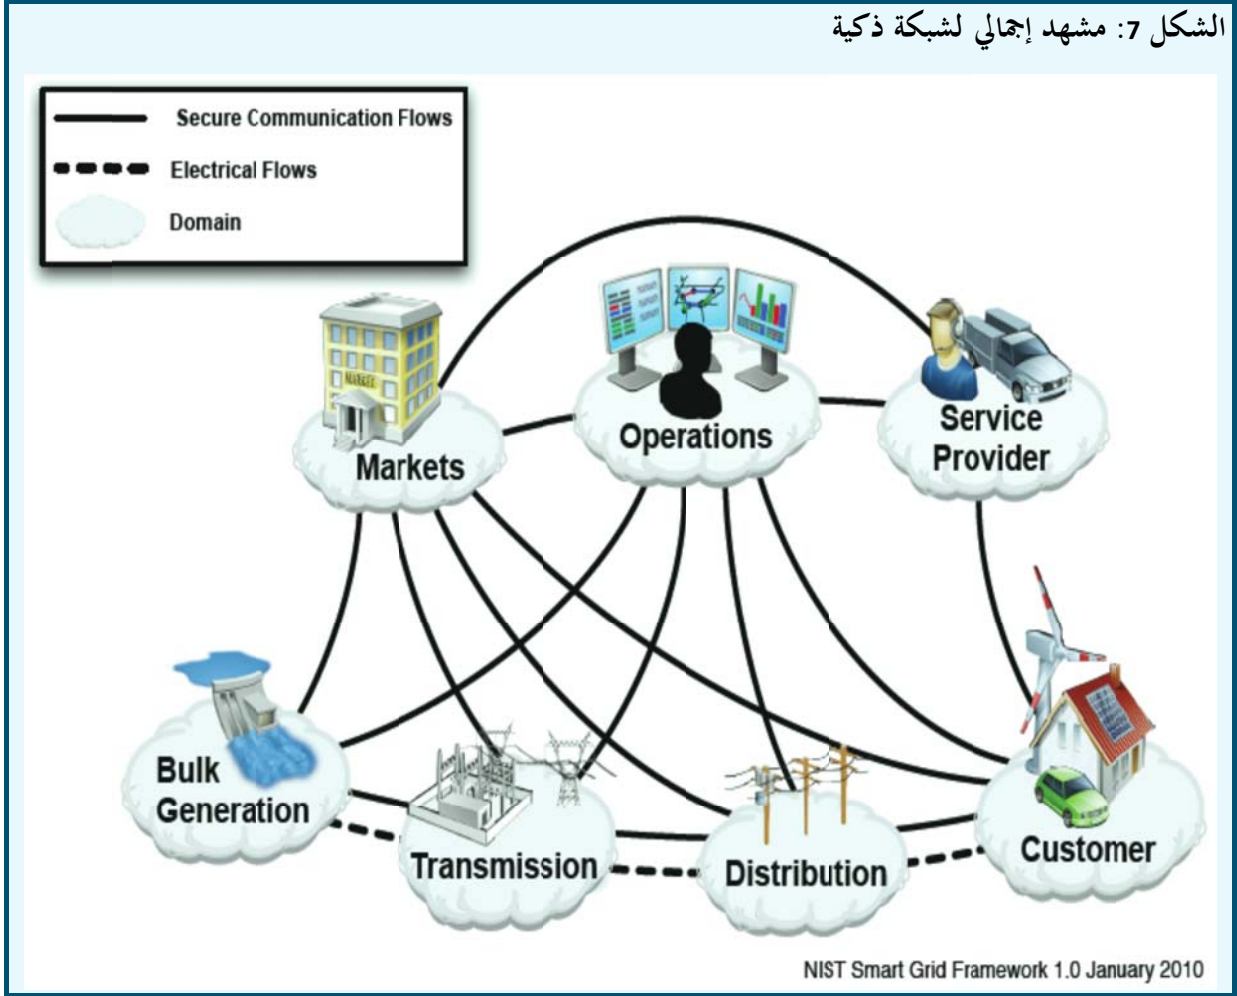 الشكل 7: مشهد إجمالي لشبكة ذكية
Secure Communication Flows
Electrical Flows
Domain
MARKET
Markets
Operations
Service
Provider
Bulk
Generation
Transmission
Distribution
Customer
NIST Smart Grid Framework 1.0 January 2010